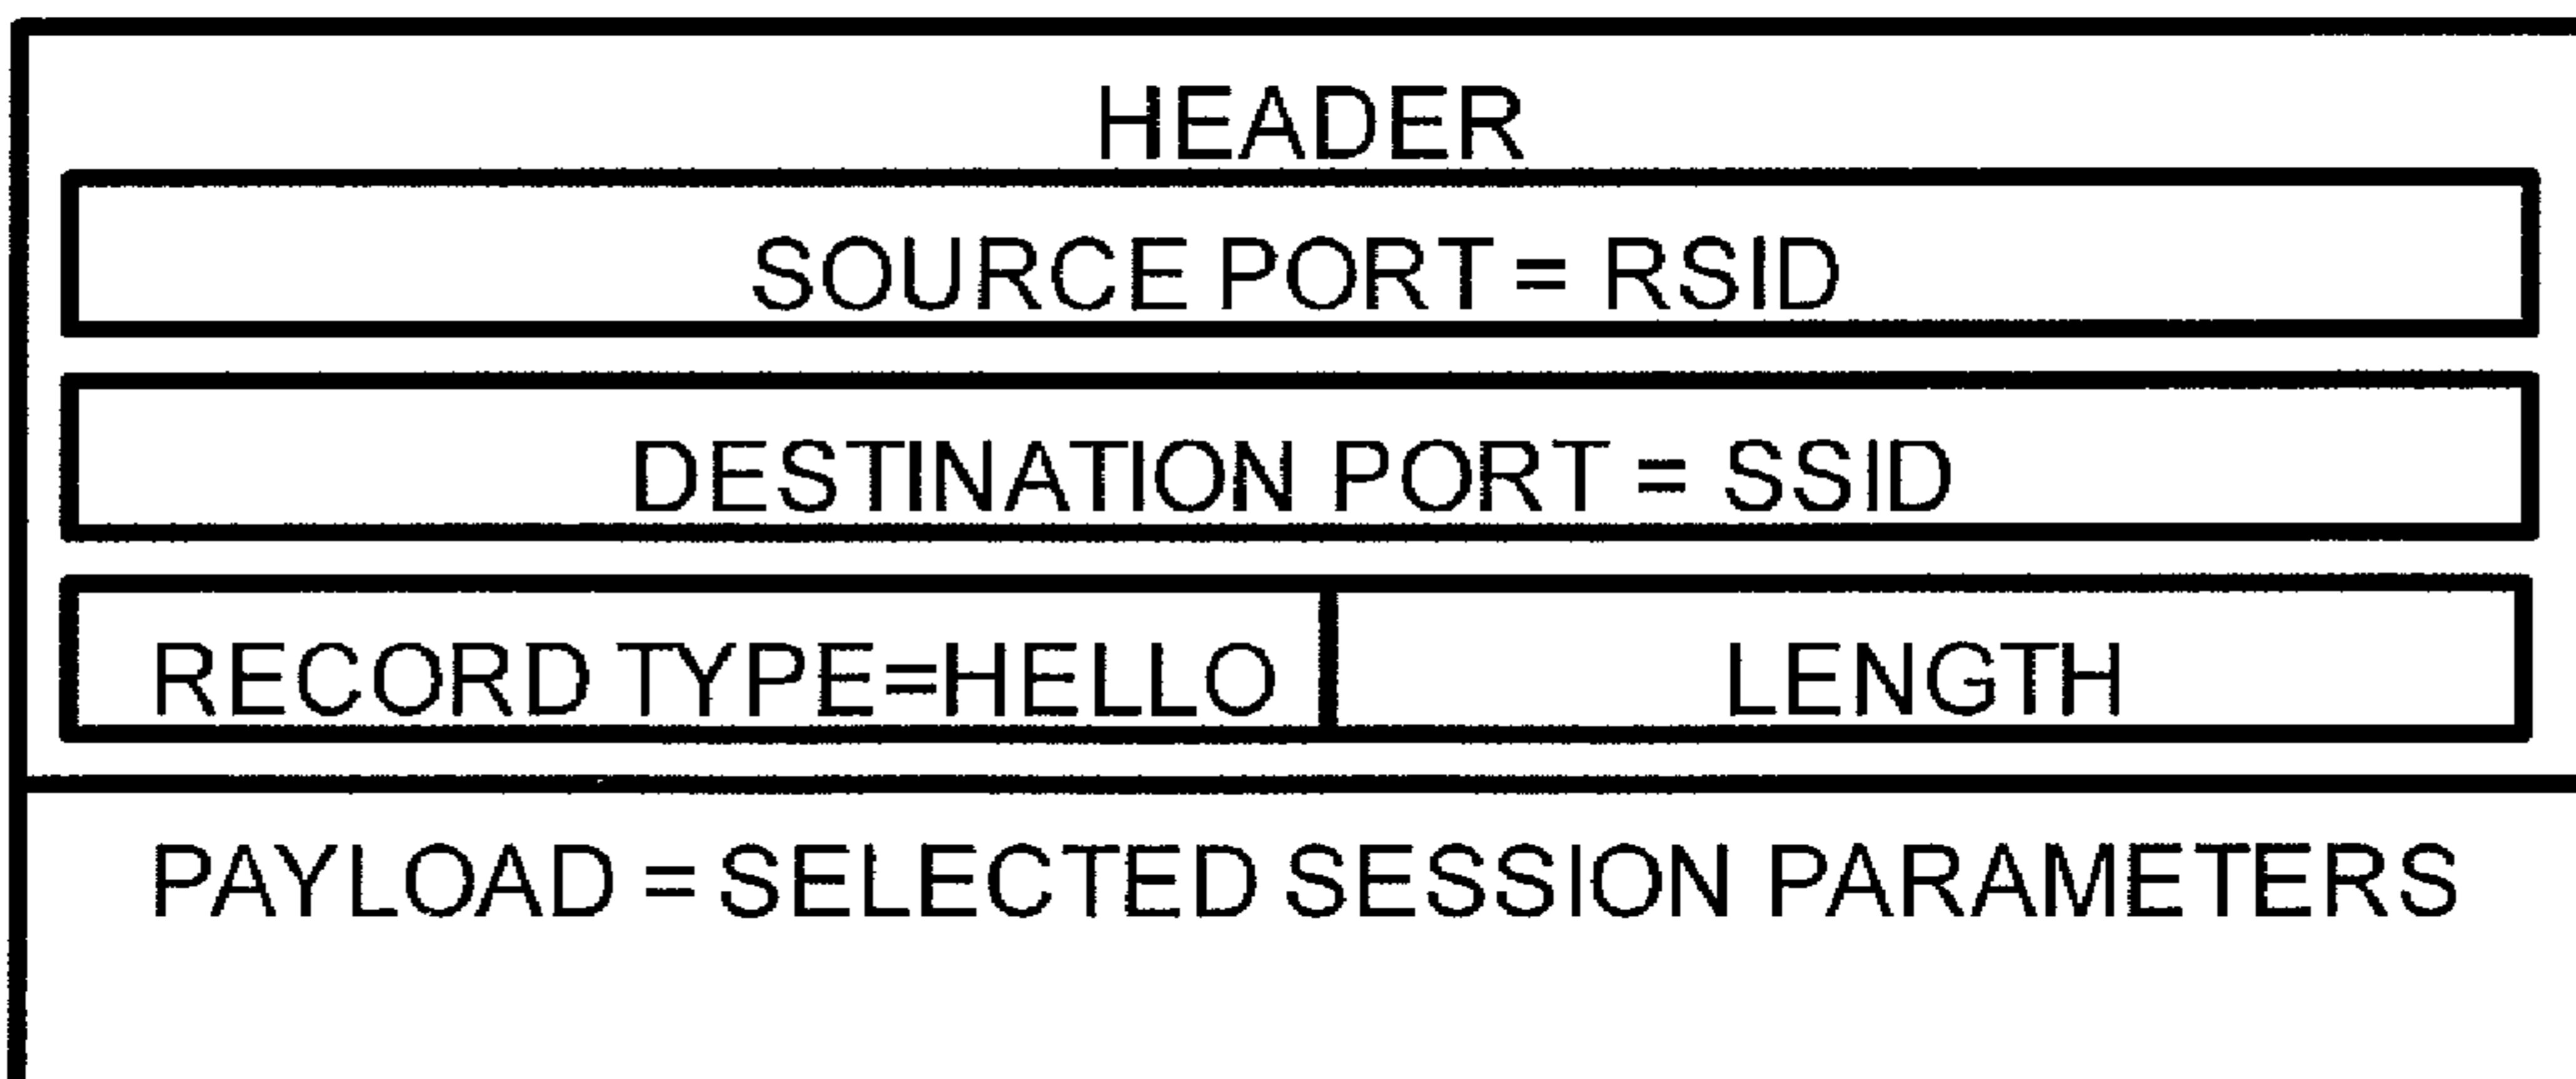 HEADER
SOURCE PORT = RSID
DESTINATION PORT = SSID
RECORD TYPE=HELLO LENGTH
PAYLOAD = SELECTED SESSION PARAMETERS